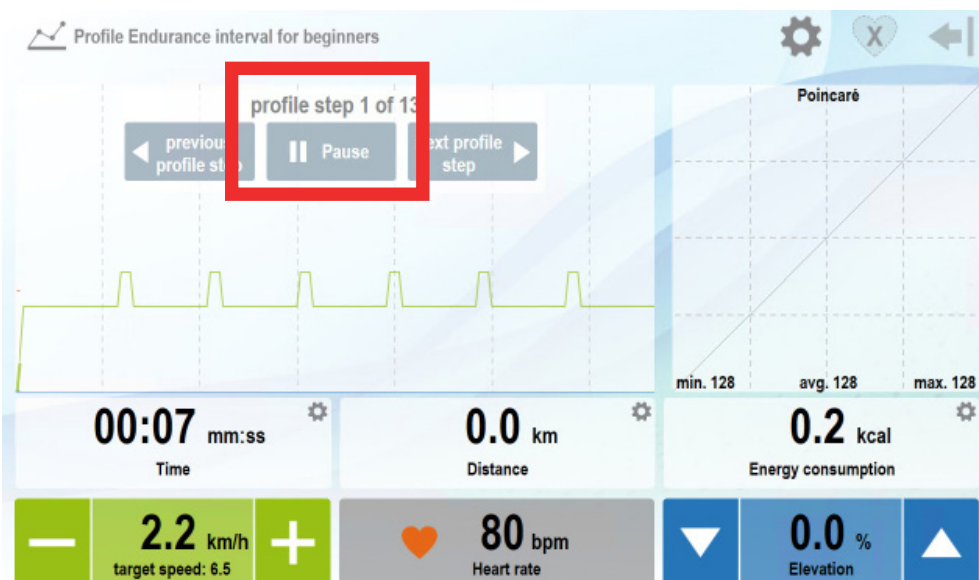 Profile Endurance interval for beginners
X
profile step 1 of 13
previous
profile step
Pause
next profile
step
Poincaré
min. 128
avg. 128
max. 128
00:07 mm:ss
Time
0.0 km
Distance
0.2 kcal
Energy consumption
2.2 km/h
target speed: 6.5
80 bpm
Heart rate
0.0 %
Elevation